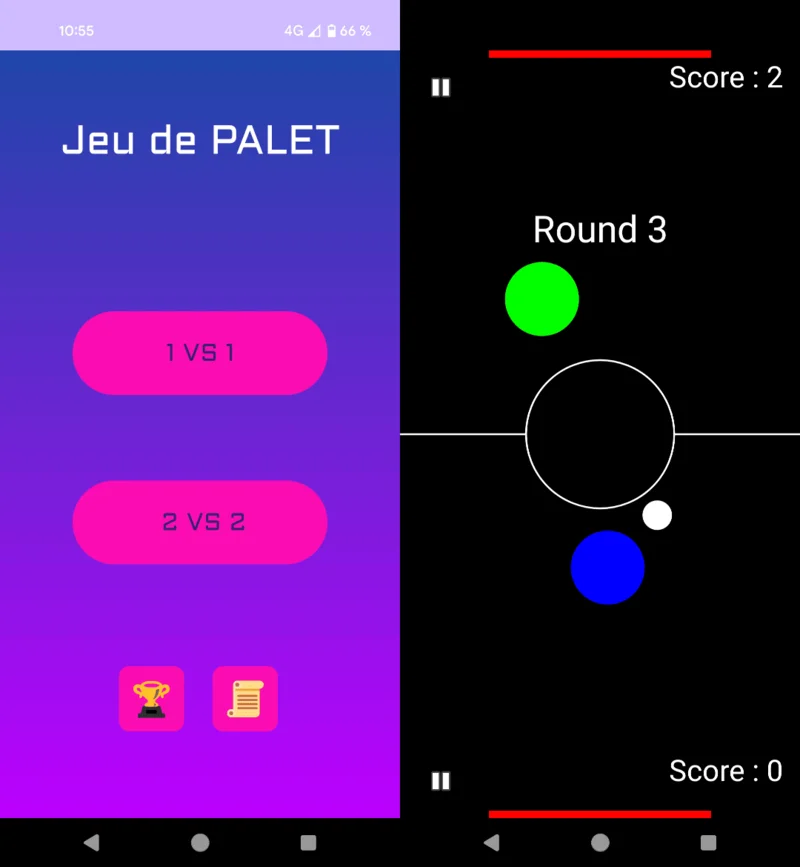 10:55
4G 66 %
Jeu de PALET
1 VS 1
2 VS 2
Score : 2
Round 3
Score : 0